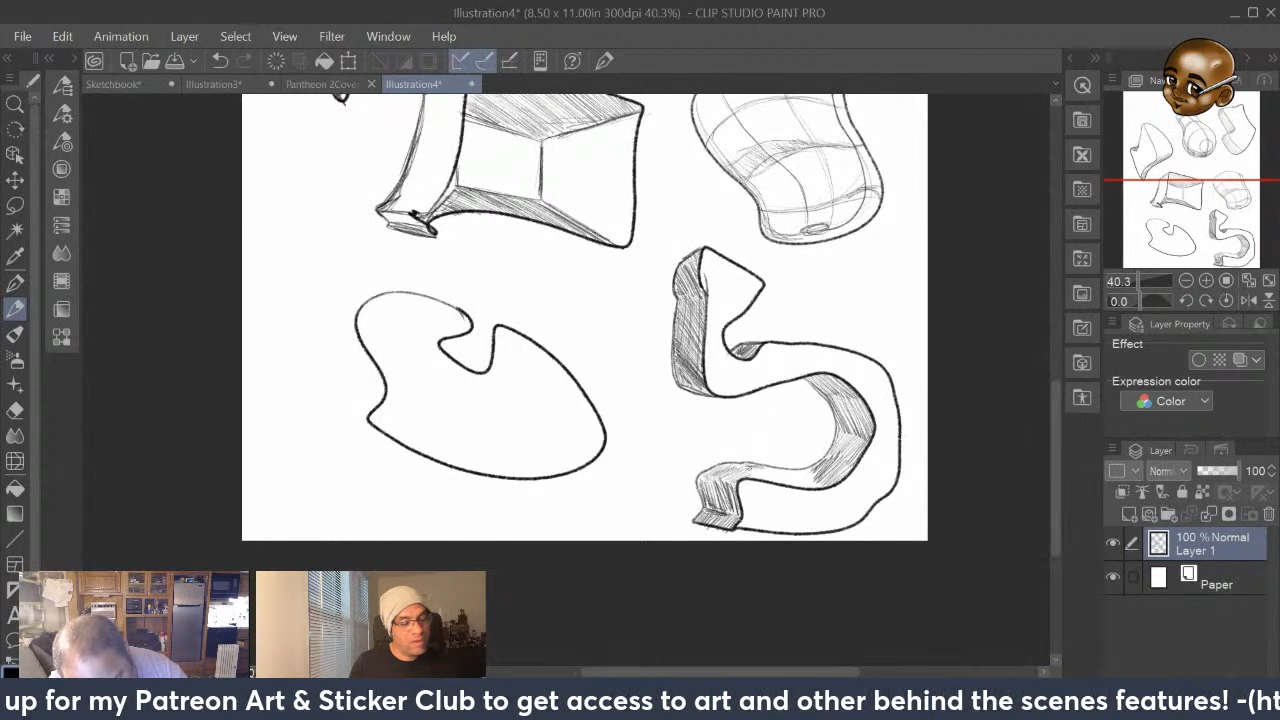 Illustration4* (8.50 x 11.00in 300dpi 40.3%) - CLIP STUDIO PAINT PRO
File Edit Animation Layer Select View Filter Window Help
Sketchbook* Illustration3* Pantheon 2Cover Illustration4*
40.3
0.0
Layer Property
Effect
Expression color
Color
Layer
Norm 100
100 % Normal
Layer 1
Paper
up for my Patreon Art & Sticker Club to get access to art and other behind the scenes features! -(ht